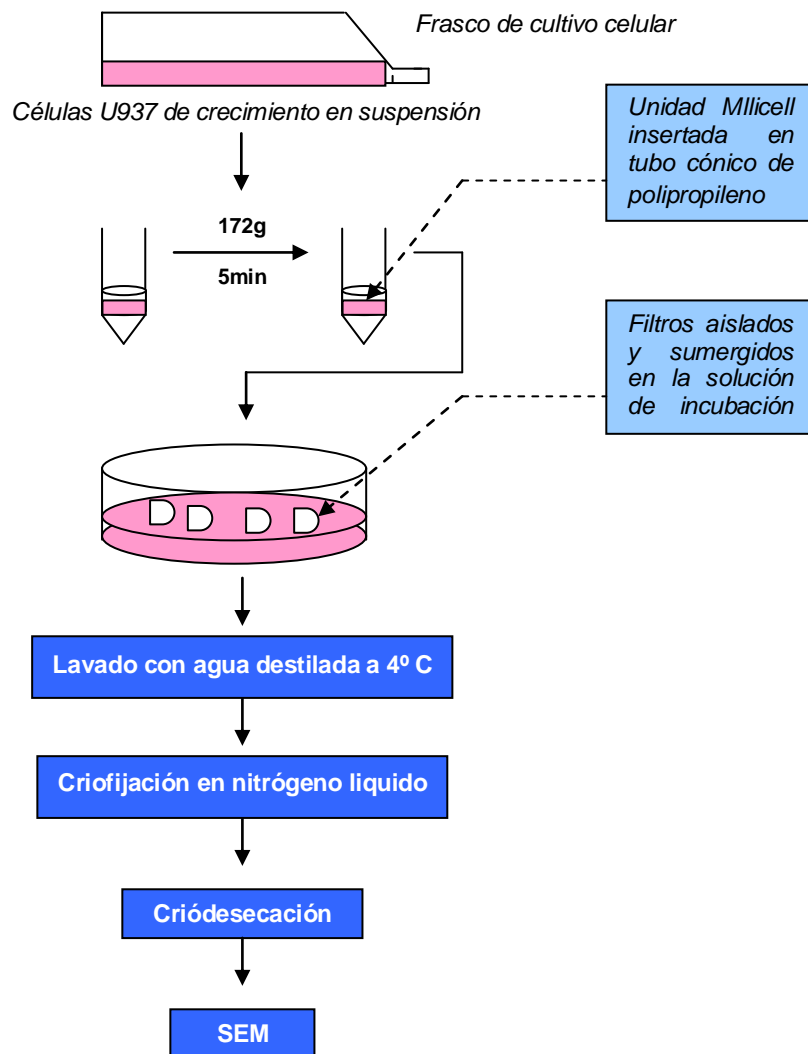 Frasco de cultivo celular
Células U937 de crecimiento en suspensión
Unidad MIlicell
insertada en
tubo cónico de
polipropileno
172g
5min
Filtros aislados
y sumergidos
en la solución
de incubación
Lavado con agua destilada a 4º C
Criofijación en nitrógeno liquido
Criódesecación
SEM